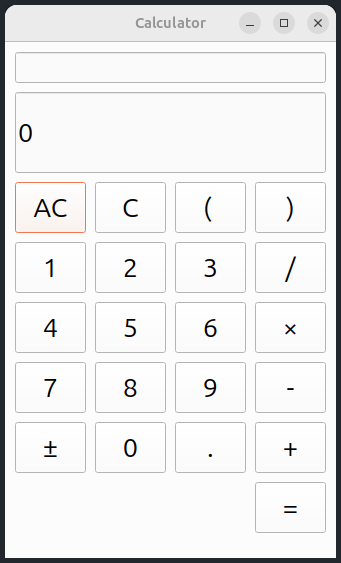 Calculator
0
AC C ( )
1 2 3 /
4 5 6 ×
7 8 9 -
± 0 . +
=